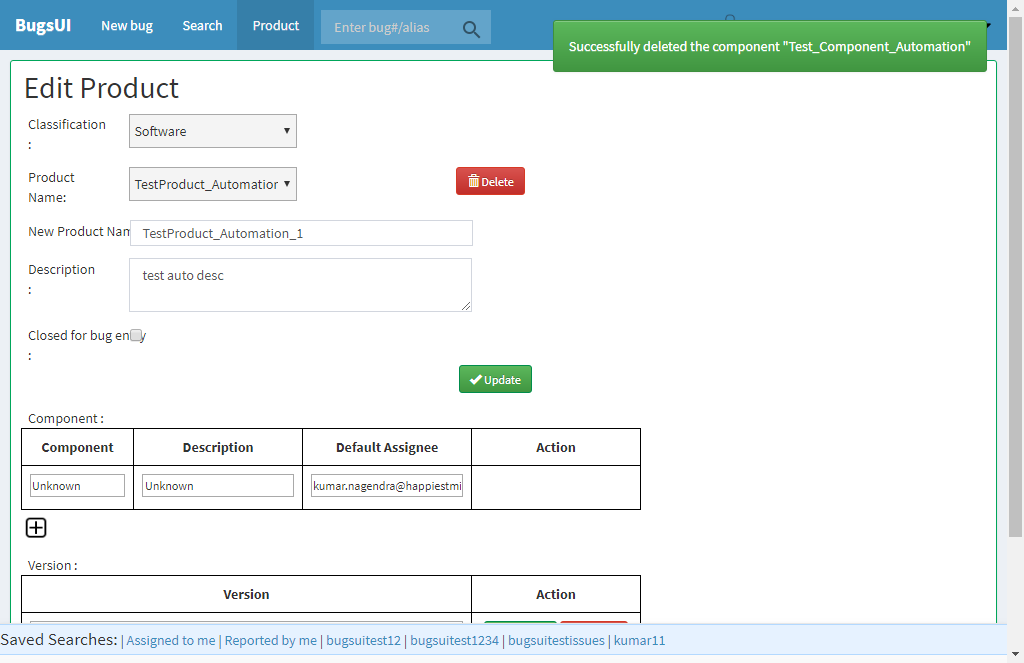 BugsUI New bug Search Product Enter bug#/alias
Successfully deleted the component "Test_Component_Automation"
Edit Product
Classification
:
Software
Product
Name:
TestProduct_Automation
Delete
New Product Nam
TestProduct_Automation_1
Description
:
test auto desc
Closed for bug entry
:
Update
Component :
Component Description Default Assignee Action
Unknown Unknown kumar.nagendra@happiestmi
Version :
Version Action
Saved Searches: | Assigned to me | Reported by me | bugsuitest12 | bugsuitest1234 | bugsuitestissues | kumar11